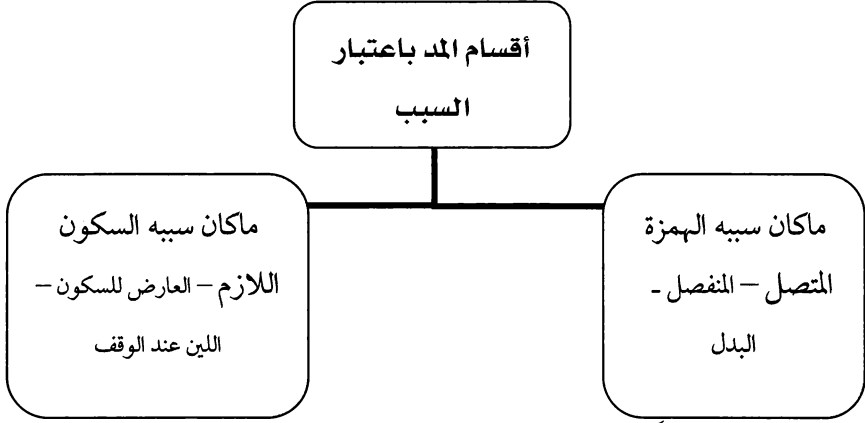 أقسام المد باعتبار
السبب
ماكان سببه الهمزة
المتصل – المنفصل -
البدل
ماكان سببه السكون
اللازم – العارض للسكون –
اللين عند الوقف